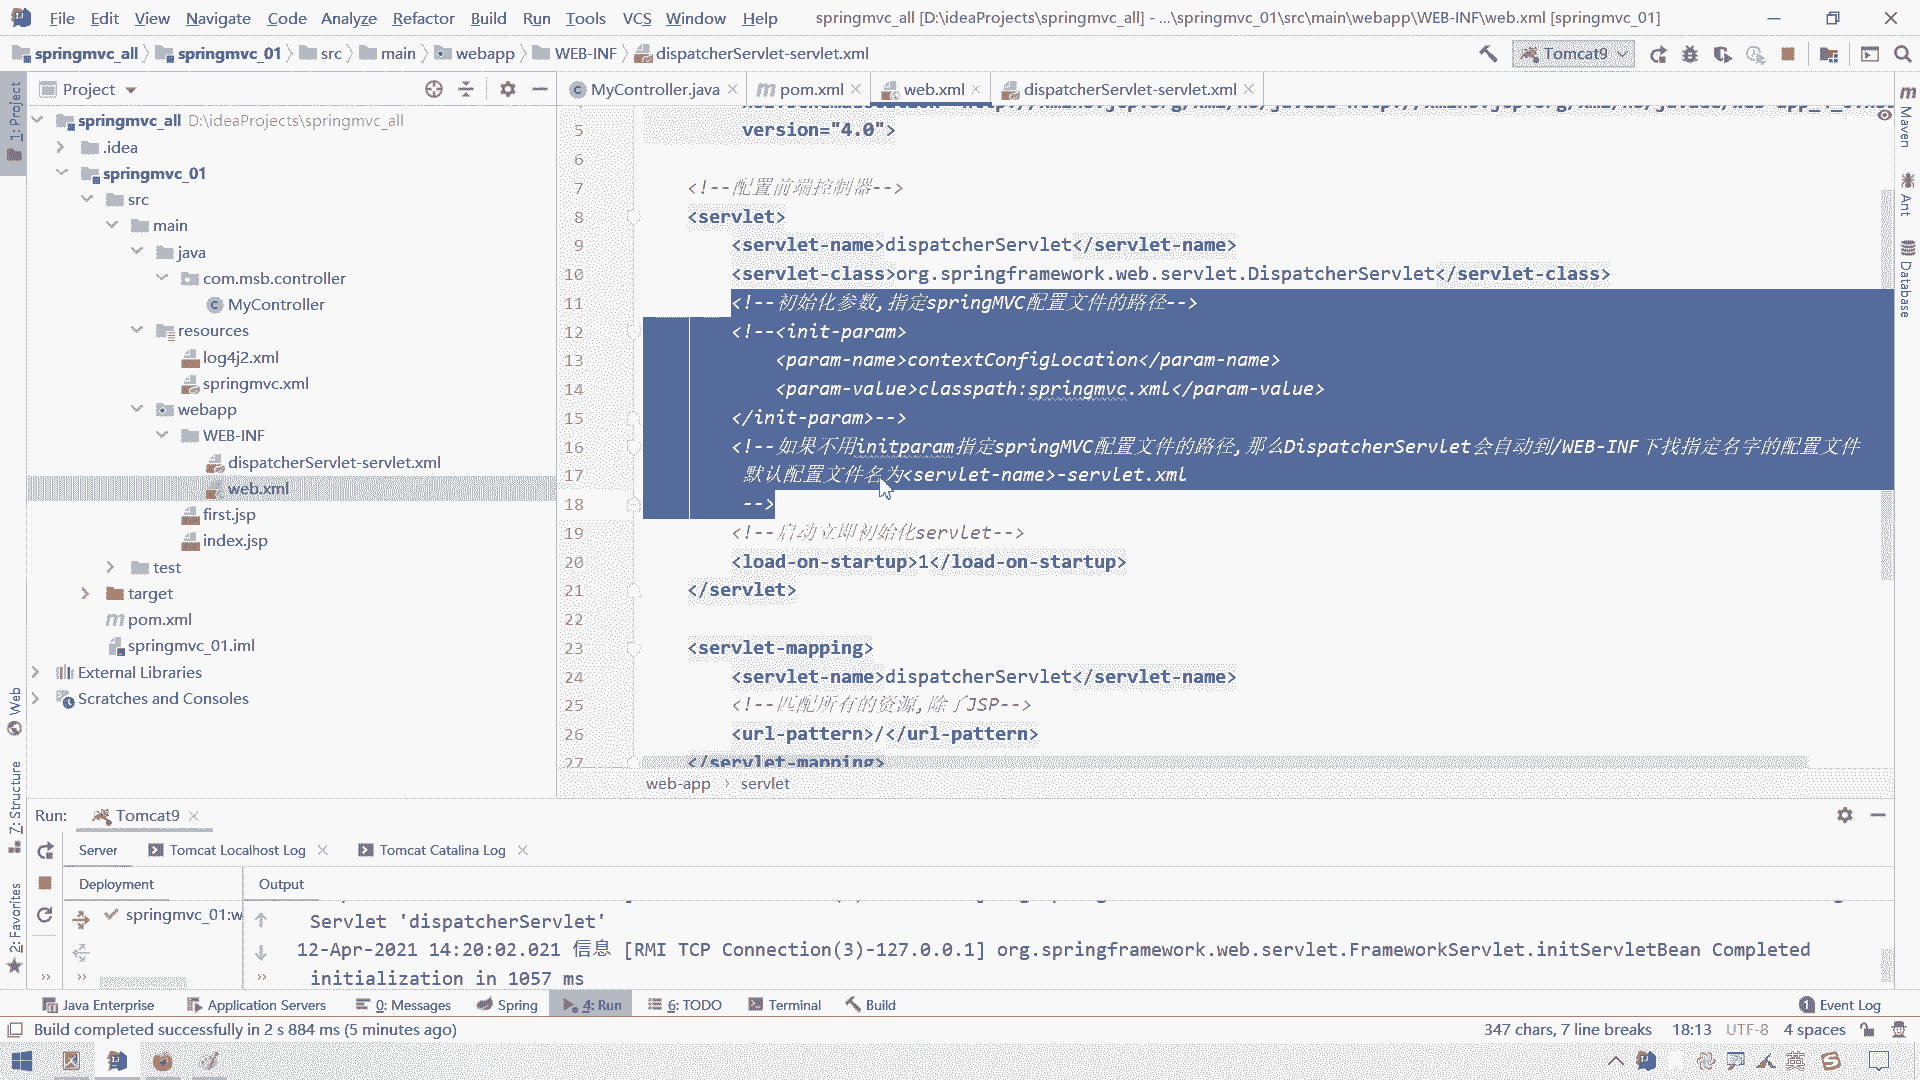 File Edit View Navigate Code Analyze Refactor Build Run Tools VCS Window Help springmvc_all [D:\ideaProjects\springmvc_all] - ...\springmvc_01\src\main\webapp\WEB-INF\web.xml [springmvc_01]
springmvc_all springmvc_01 src main webapp WEB-INF dispatcherServlet-servlet.xml Tomcat9
Project
MyController.java pom.xml web.xml dispatcherServlet-servlet.xml
1: Project
springmvc_all D:\ideaProjects\springmvc_all
.idea
springmvc_01
src
main
java
com.msb.controller
MyController
resources
log4j2.xml
springmvc.xml
webapp
WEB-INF
dispatcherServlet-servlet.xml
web.xml
first.jsp
index.jsp
test
target
pom.xml
springmvc_01.iml
External Libraries
Scratches and Consoles
5 version="4.0">
6
7 <!--配置前端控制器-->
8 <servlet>
9 <servlet-name>dispatcherServlet</servlet-name>
10 <servlet-class>org.springframework.web.servlet.DispatcherServlet</servlet-class>
11 <!--初始化参数,指定springMVC配置文件的路径-->
12 <!--<init-param>
13 <param-name>contextConfigLocation</param-name>
14 <param-value>classpath:springmvc.xml</param-value>
15 </init-param>-->
16 <!--如果不用initparam指定springMVC配置文件的路径,那么DispatcherServlet会自动到/WEB-INF下找指定名字的配置文件
17 默认配置文件名为<servlet-name>-servlet.xml
18 -->
19 <!--启动立即初始化servlet-->
20 <load-on-startup>1</load-on-startup>
21 </servlet>
22
23 <servlet-mapping>
24 <servlet-name>dispatcherServlet</servlet-name>
25 <!--匹配所有的资源,除了JSP-->
26 <url-pattern>/</url-pattern>
27 </servlet-mapping>
web-app servlet
Maven
Ant
Database
Web
7: Structure
2: Favorites
Run: Tomcat9
Server Tomcat Localhost Log Tomcat Catalina Log
Deployment Output
springmvc_01:w
Servlet 'dispatcherServlet'
12-Apr-2021 14:20:02.021 信息 [RMI TCP Connection(3)-127.0.0.1] org.springframework.web.servlet.FrameworkServlet.initServletBean Completed
initialization in 1057 ms
Java Enterprise Application Servers 0: Messages Spring 4: Run 6: TODO Terminal Build 1 Event Log
Build completed successfully in 2 s 884 ms (5 minutes ago) 347 chars, 7 line breaks 18:13 UTF-8 4 spaces
英